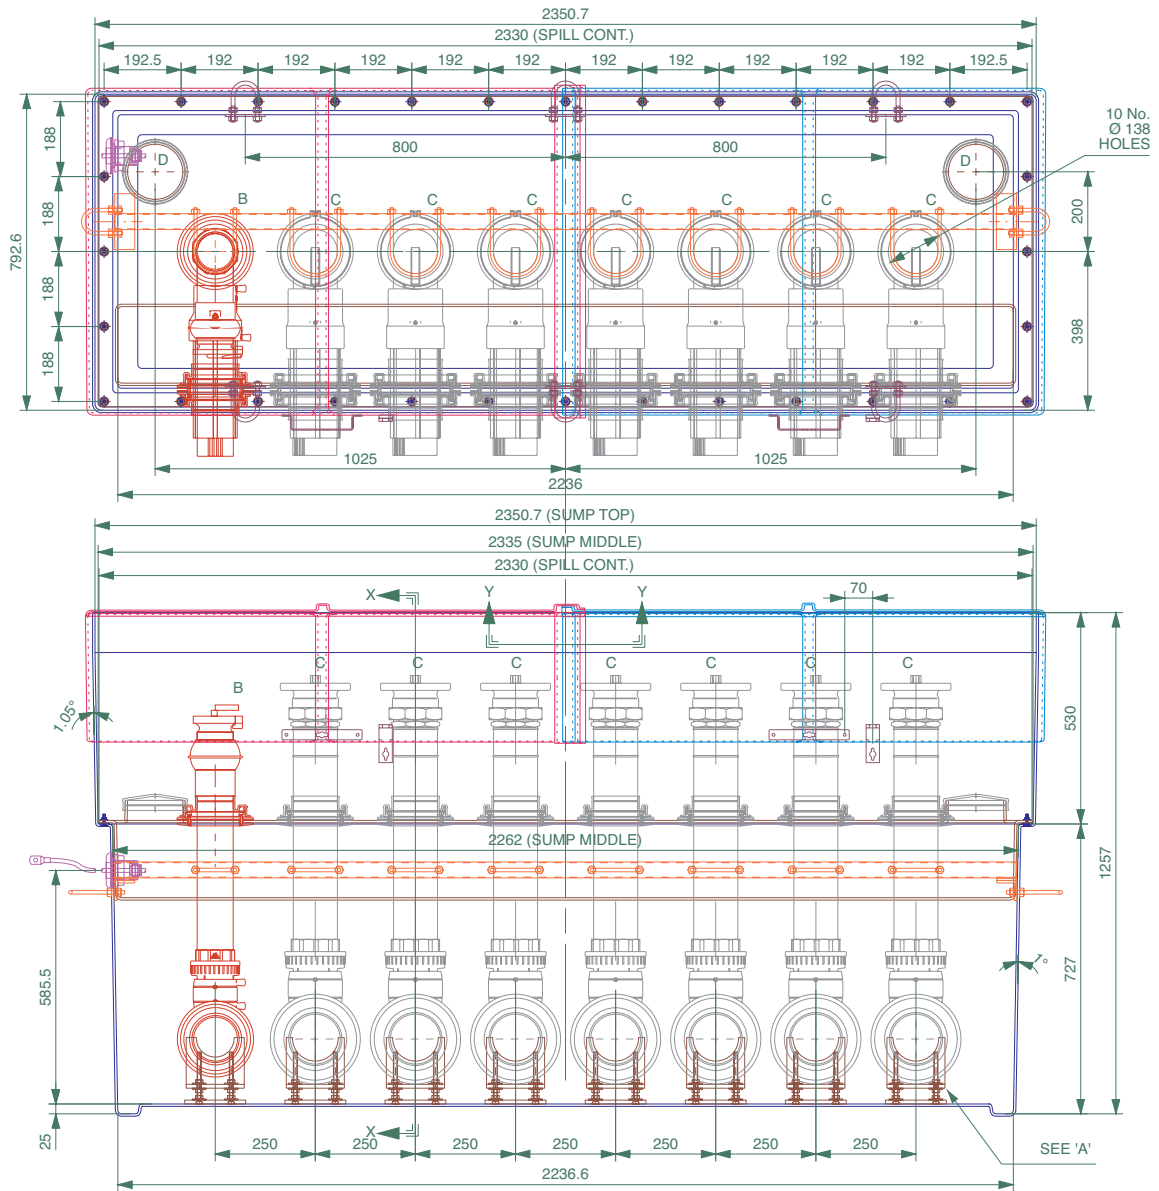 2350.7
2330 (SPILL CONT.)
192.5 192 192 192 192 192 192 192 192 192 192 192.5
10 No.
Ø 138
HOLES
800 800
D D
B C C C C C C C
188
188
188
188
792.6
200
398
1025 1025
2236
2350.7 (SUMP TOP)
2335 (SUMP MIDDLE)
2330 (SPILL CONT.)
X Y Y 70
C C C C C C C
B
1.05°
530
2262 (SUMP MIDDLE)
1257
585.5
1°
727
25
X
250 250 250 250 250 250 250
SEE 'A'
2236.6